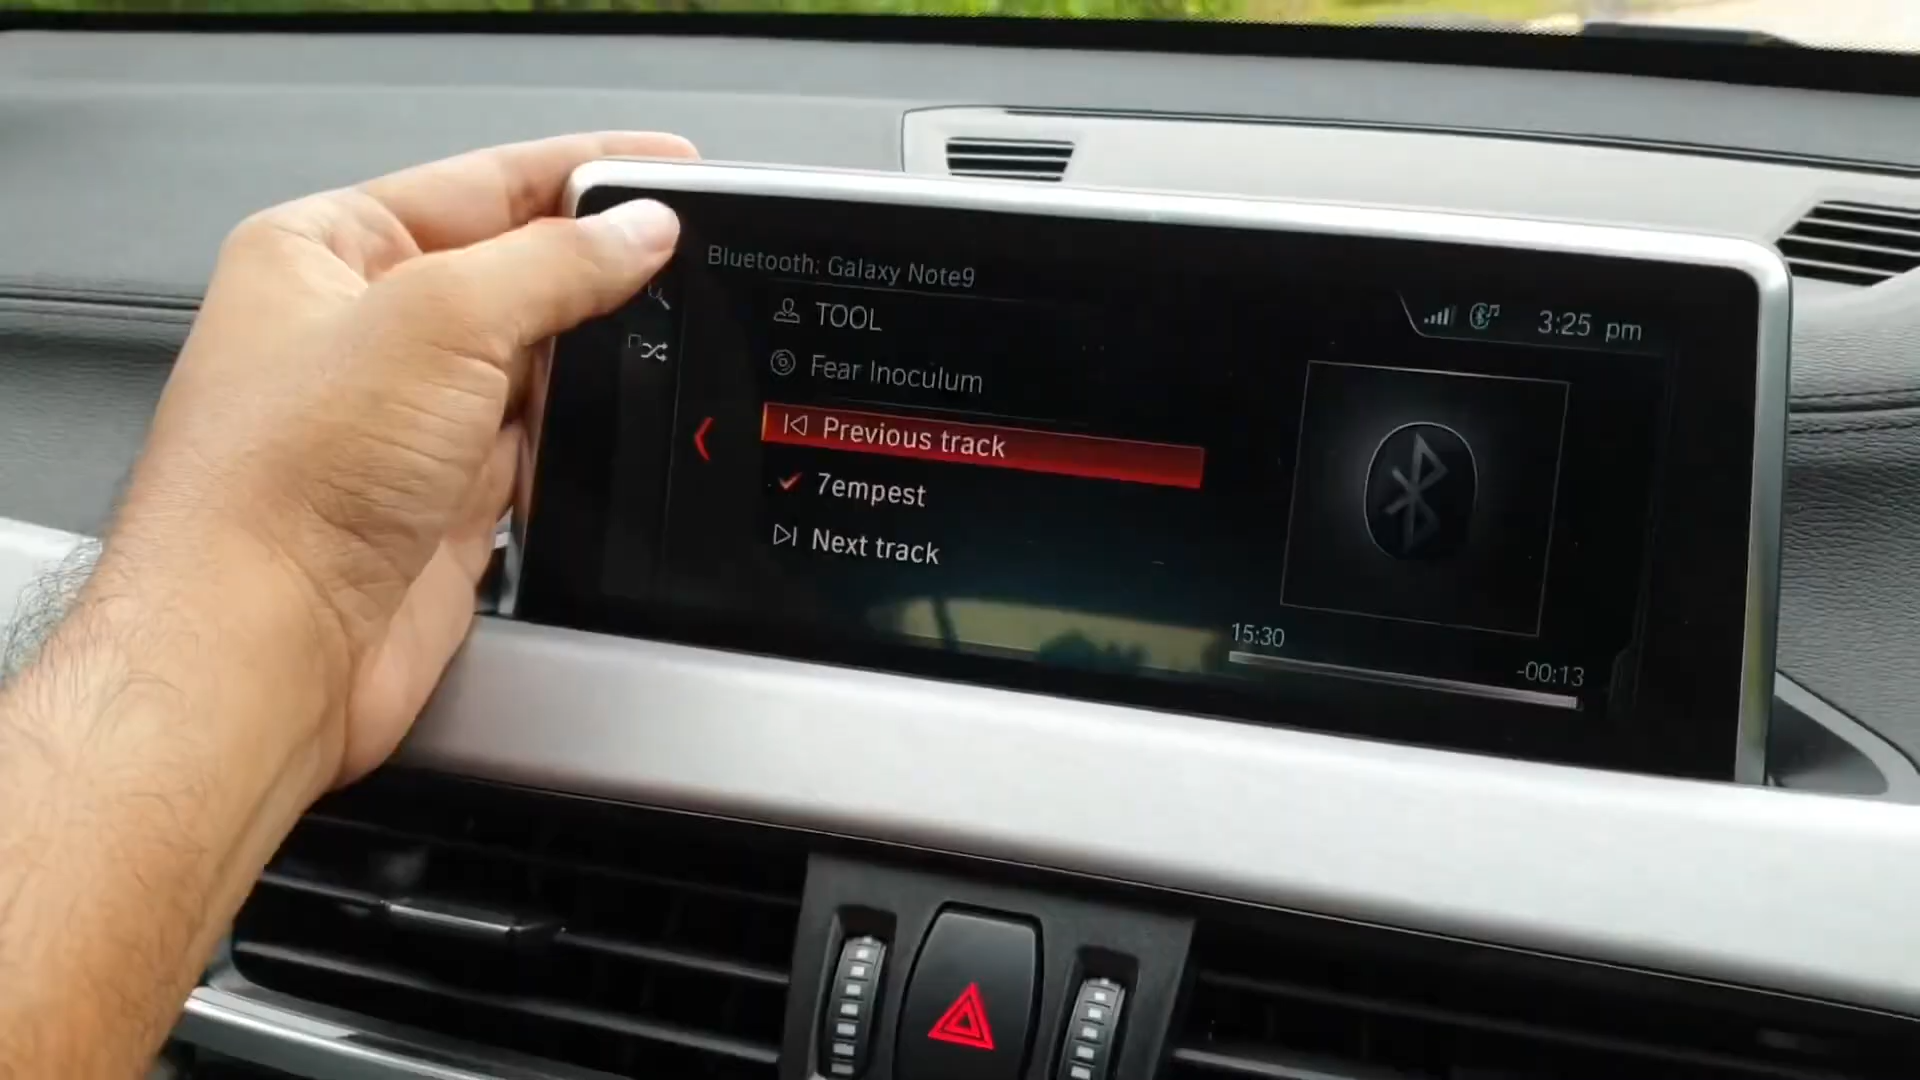 Bluetooth: Galaxy Note9
TOOL
3:25 pm
Fear Inoculum
Previous track
7empest
Next track
15:30
-00:13